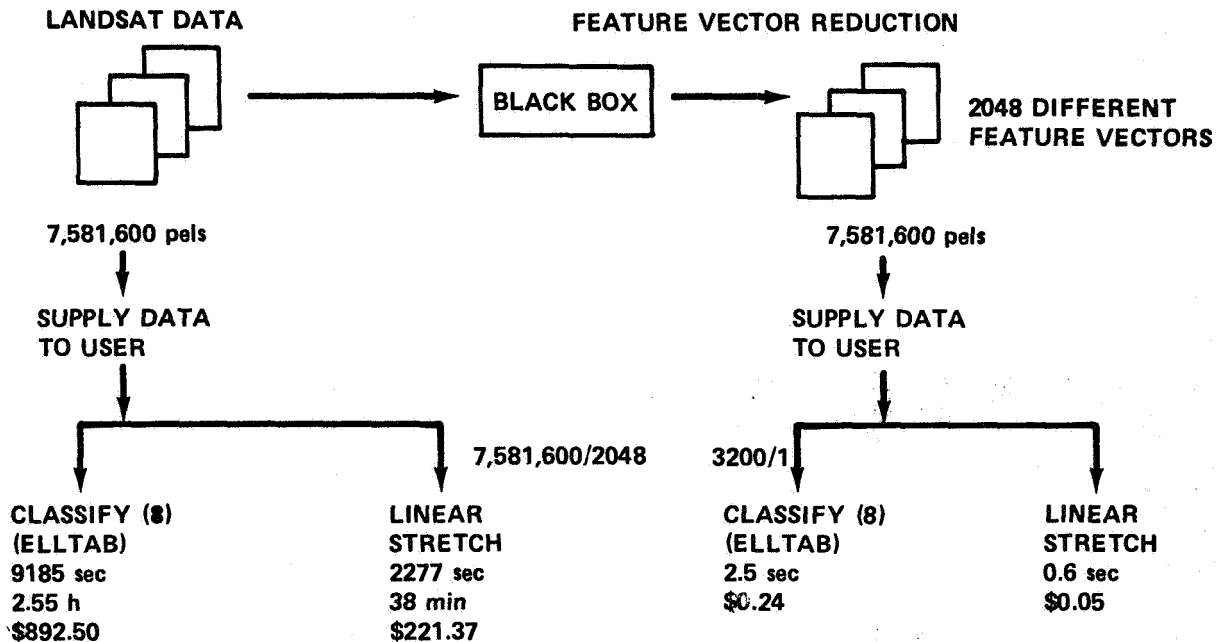 LANDSAT DATA
FEATURE VECTOR REDUCTION
BLACK BOX
2048 DIFFERENT
FEATURE VECTORS
7,581,600 pels
7,581,600 pels
SUPPLY DATA
TO USER
SUPPLY DATA
TO USER
7,581,600/2048
3200/1
CLASSIFY (8)
(ELLTAB)
9185 sec
2.55 h
$892.50
LINEAR
STRETCH
2277 sec
38 min
$221.37
CLASSIFY (8)
(ELLTAB)
2.5 sec
$0.24
LINEAR
STRETCH
0.6 sec
$0.05